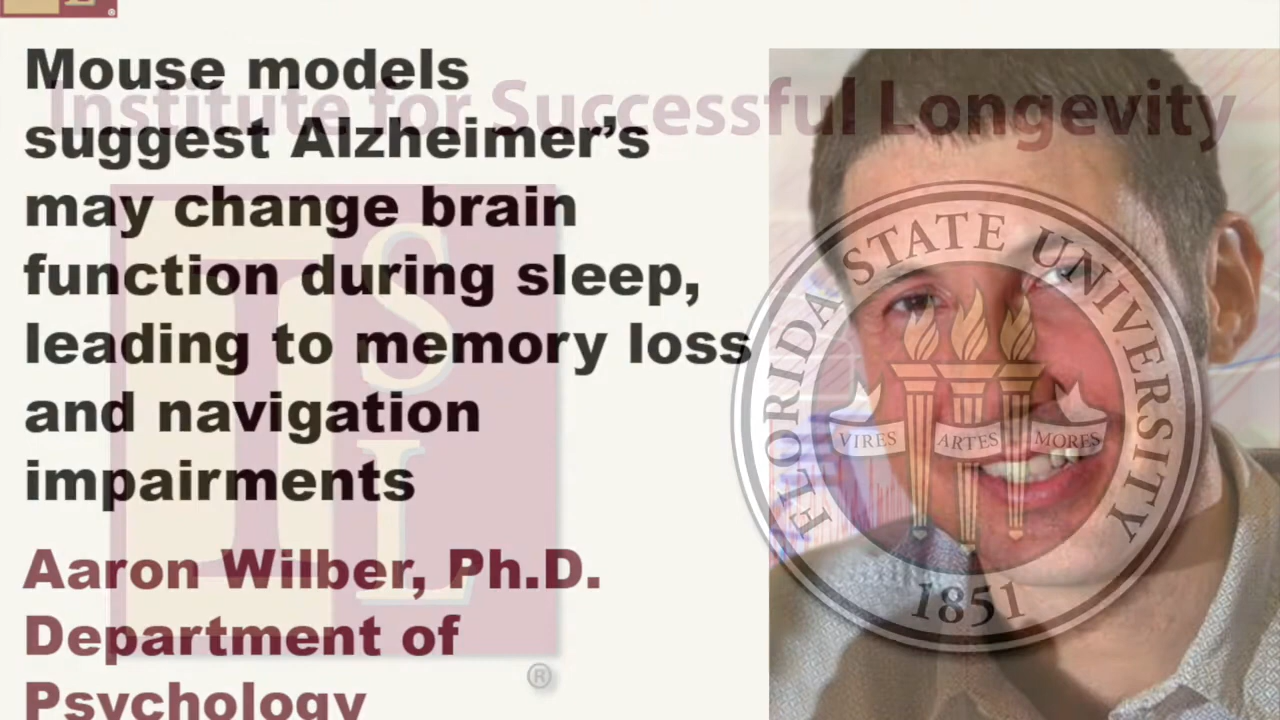 Institute for Successful Longevity
Mouse models
suggest Alzheimer’s
may change brain
function during sleep,
leading to memory loss
and navigation
impairments
Aaron Wilber, Ph.D.
Department of
Psychology
I
S
L
®
FLORIDA STATE UNIVERSITY
VIRES ARTES MORES
1851
L
®